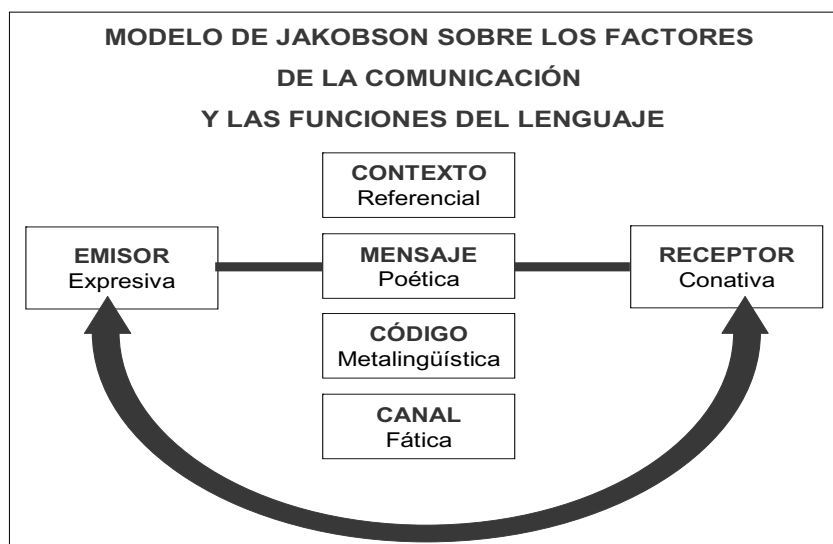 MODELO DE JAKOBSON SOBRE LOS FACTORES
DE LA COMUNICACIÓN
Y LAS FUNCIONES DEL LENGUAJE
CONTEXTO
Referencial
EMISOR
Expresiva
MENSAJE
Poética
RECEPTOR
Conativa
CÓDIGO
Metalingüística
CANAL
Fática